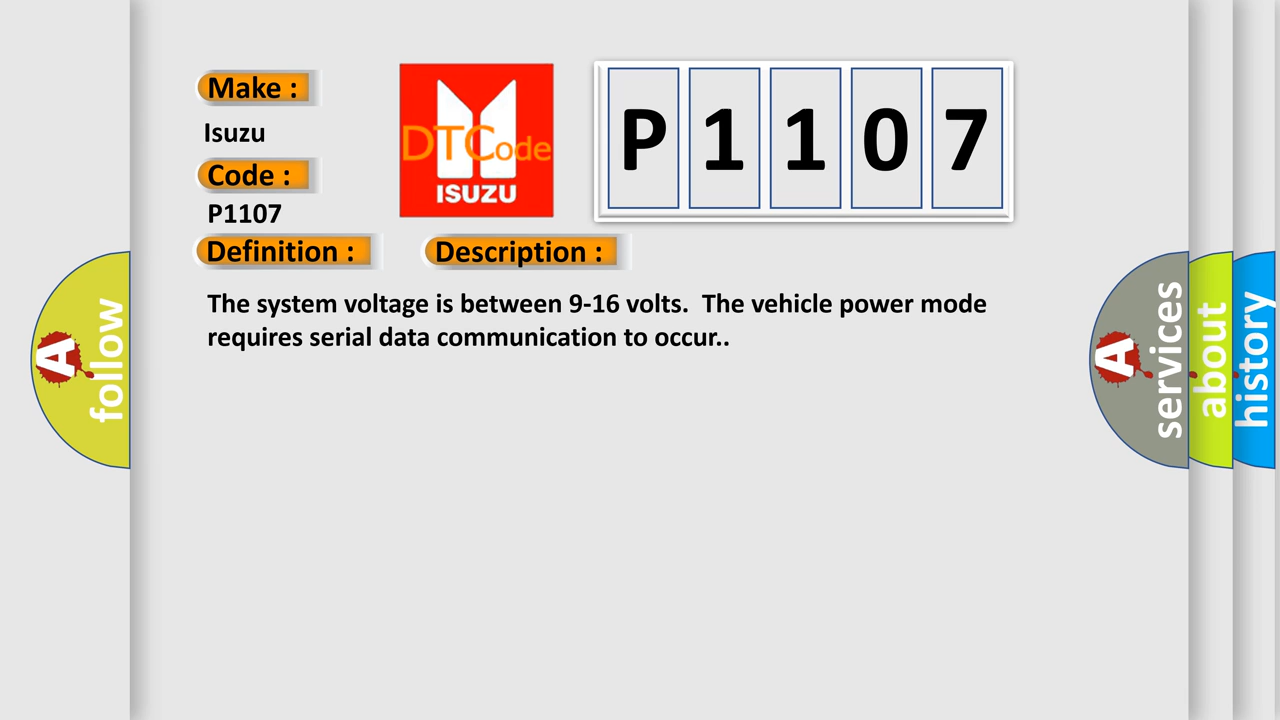 Make :
Isuzu
Code :
P1107
Definition :
Description :
The system voltage is between 9-16 volts.  The vehicle power mode
requires serial data communication to occur..
DTCode
ISUZU
P 1 1 0 7
A follow
A services
about
history